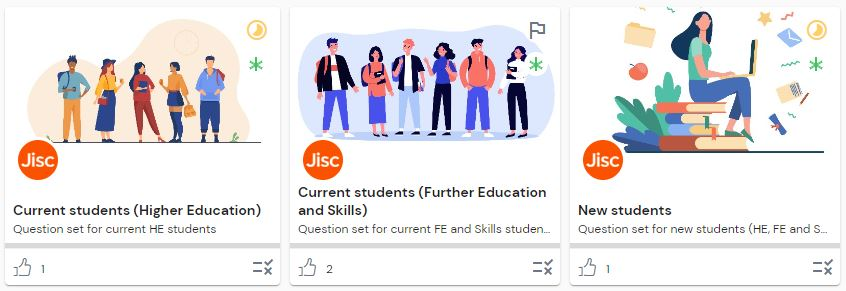 Jisc
Current students (Higher Education)
Question set for current HE students
1
Jisc
Current students (Further Education
and Skills)
Question set for current FE and Skills studen...
2
Jisc
New students
Question set for new students (HE, FE and S...
1